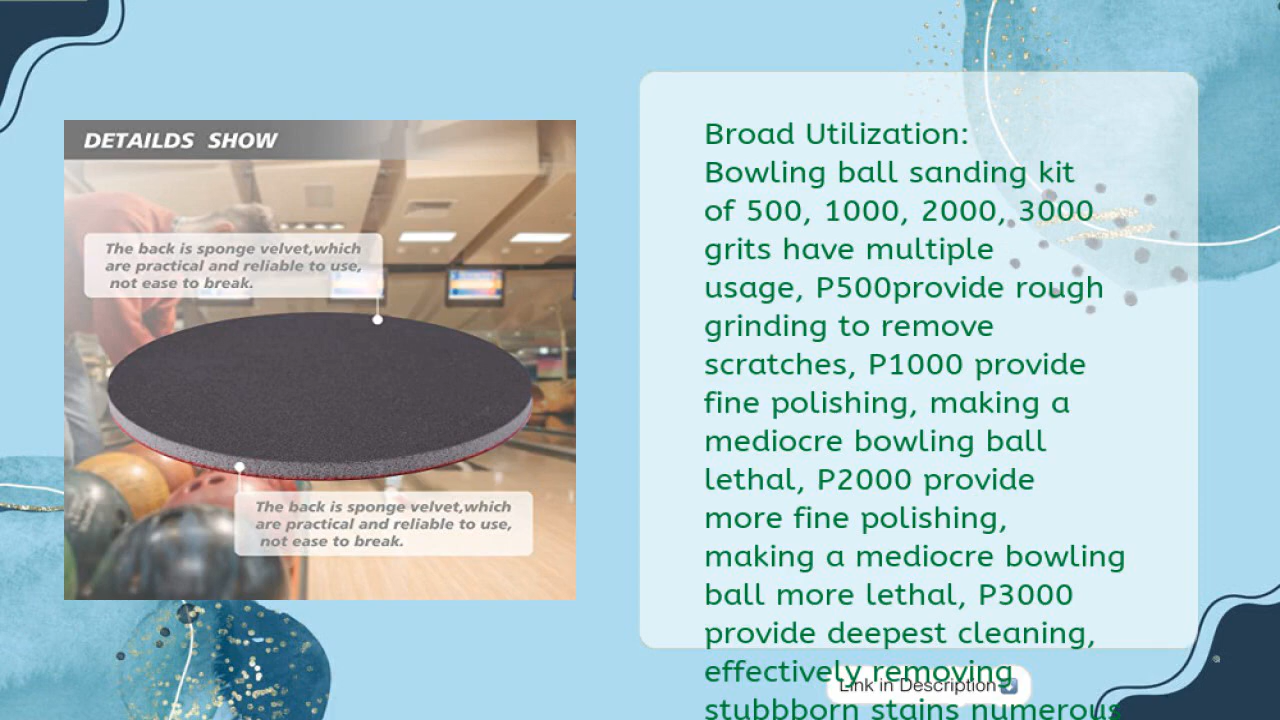 DETAILDS SHOW
The back is sponge velvet,which
are practical and reliable to use,
not ease to break.
The back is sponge velvet,which
are practical and reliable to use,
not ease to break.
Broad Utilization:
Bowling ball sanding kit
of 500, 1000, 2000, 3000
grits have multiple
usage, P500provide rough
grinding to remove
scratches, P1000 provide
fine polishing, making a
mediocre bowling ball
lethal, P2000 provide
more fine polishing,
making a mediocre bowling
ball more lethal, P3000
provide deepest cleaning,
effectively removing
Link in Description
stubbborn stains numerous